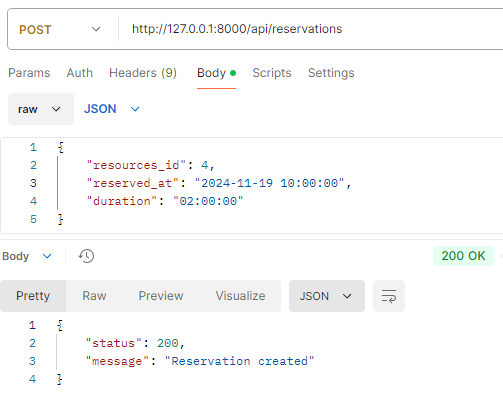 POST http://127.0.0.1:8000/api/reservations
Params Auth Headers (9) Body Scripts Settings
raw JSON
1 {
2 "resources_id": 4,
3 "reserved_at": "2024-11-19 10:00:00",
4 "duration": "02:00:00"
5 }
Body 200 OK
Pretty Raw Preview Visualize JSON
1 {
2 "status": 200,
3 "message": "Reservation created"
4 }